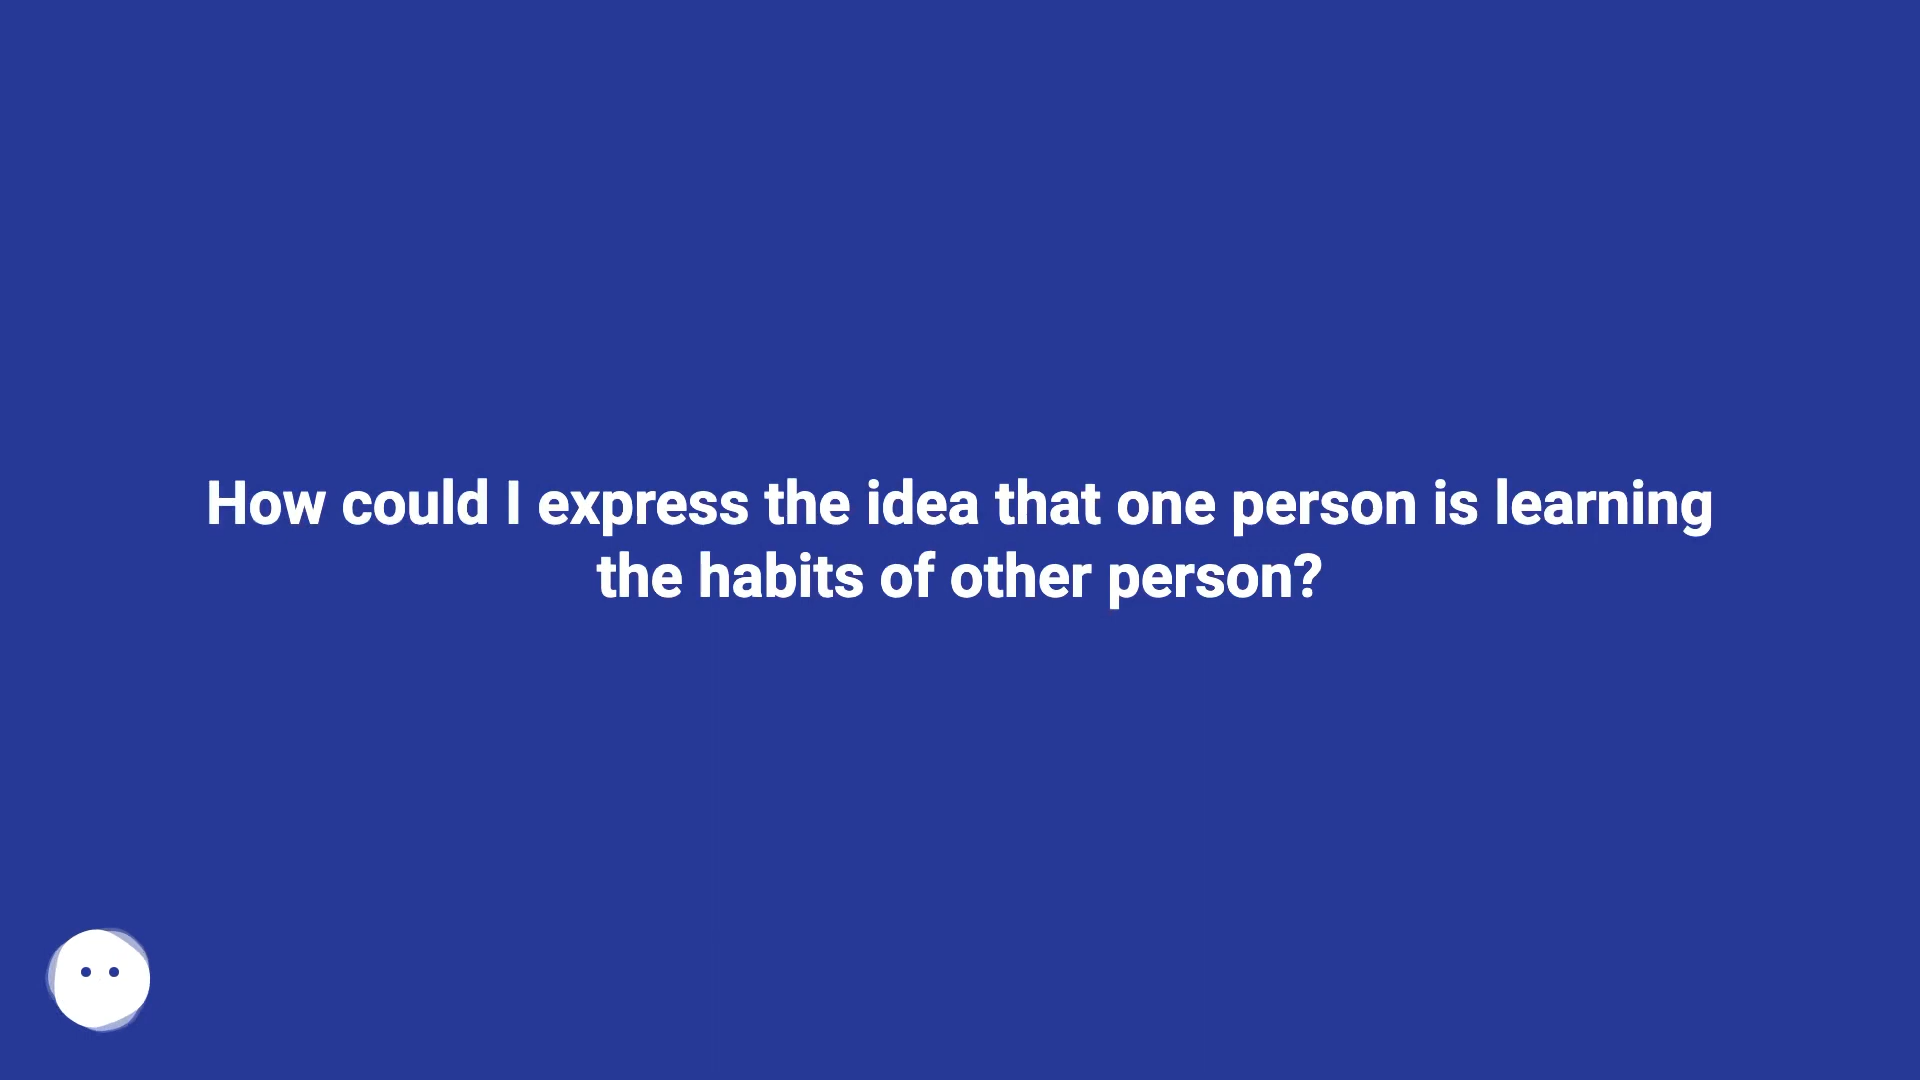 How could I express the idea that one person is learning
the habits of other person?